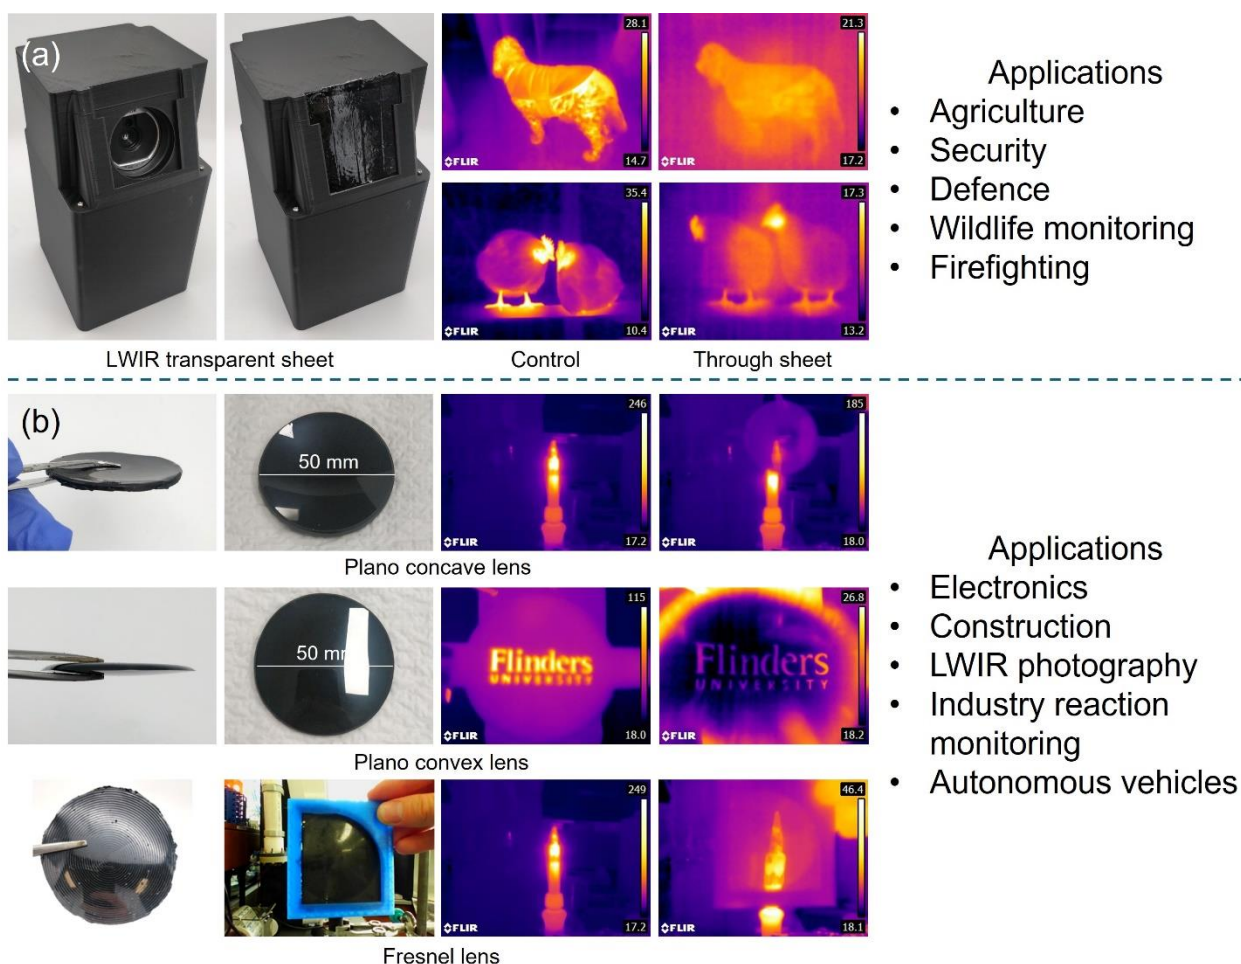 (a)
28.1
21.3
14.7
17.2
FLIR
FLIR
35.4
17.3
10.4
13.2
FLIR
FLIR
LWIR transparent sheet
Control
Through sheet
Applications
• Agriculture
• Security
• Defence
• Wildlife monitoring
• Firefighting
(b)
50 mm
246
185
17.2
18.0
FLIR
FLIR
Plano concave lens
50 mm
115
26.8
Flinders
UNIVERSITY
Flinders
UNIVERSITY
18.0
18.2
FLIR
FLIR
Plano convex lens
249
46.4
17.2
18.1
FLIR
FLIR
Fresnel lens
Applications
• Electronics
• Construction
• LWIR photography
• Industry reaction
monitoring
• Autonomous vehicles